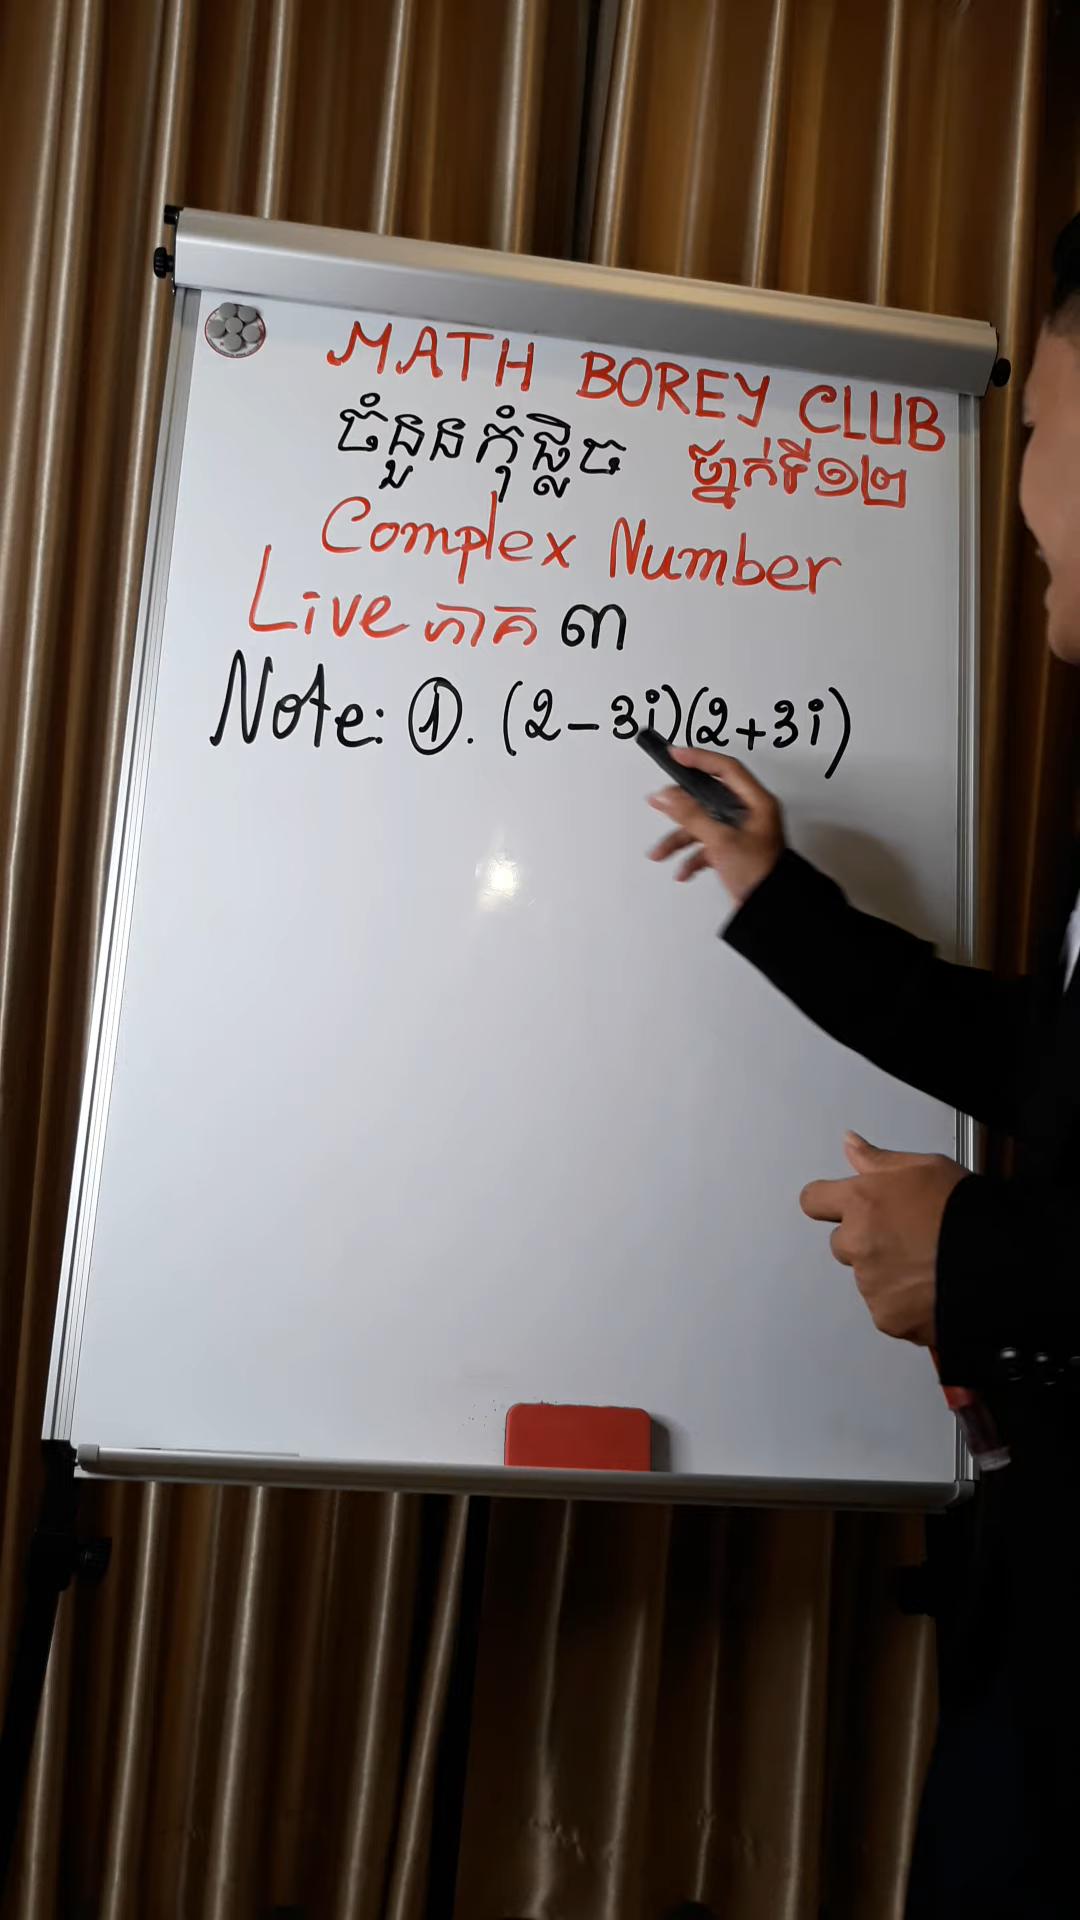 MATH BOREY CLUB
ចំនួនកុំផ្លិច ថ្នាក់ទី១២
Complex Number
Live ភាគ ៣
Note: ①. (2-3i)(2+3i)